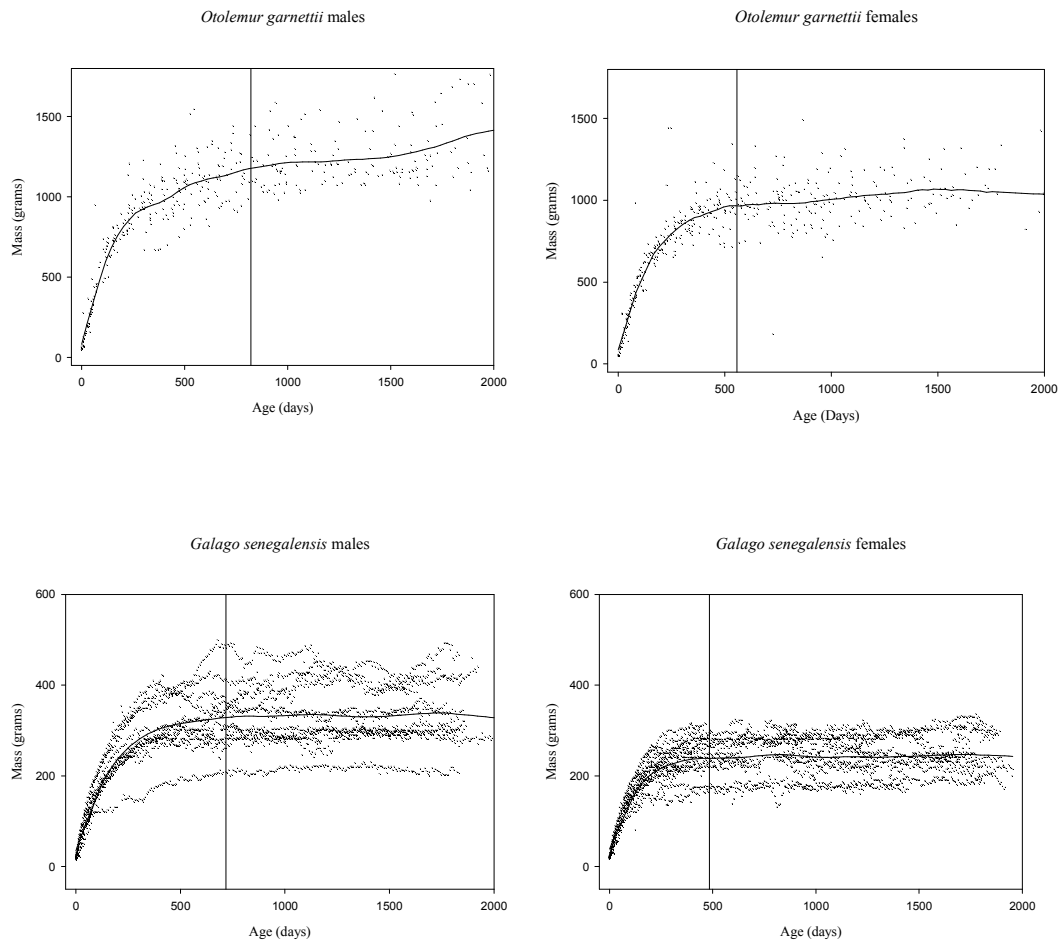 Otolemur garnettii males
Mass (grams)
1500
1000
500
0
0 500 1000 1500 2000
Age (days)
Otolemur garnettii females
Mass (grams)
1500
1000
500
0
0 500 1000 1500 2000
Age (Days)
Galago senegalensis males
Mass (grams)
600
400
200
0
0 500 1000 1500 2000
Age (days)
Galago senegalensis females
Mass (grams)
600
400
200
0
0 500 1000 1500 2000
Age (days)